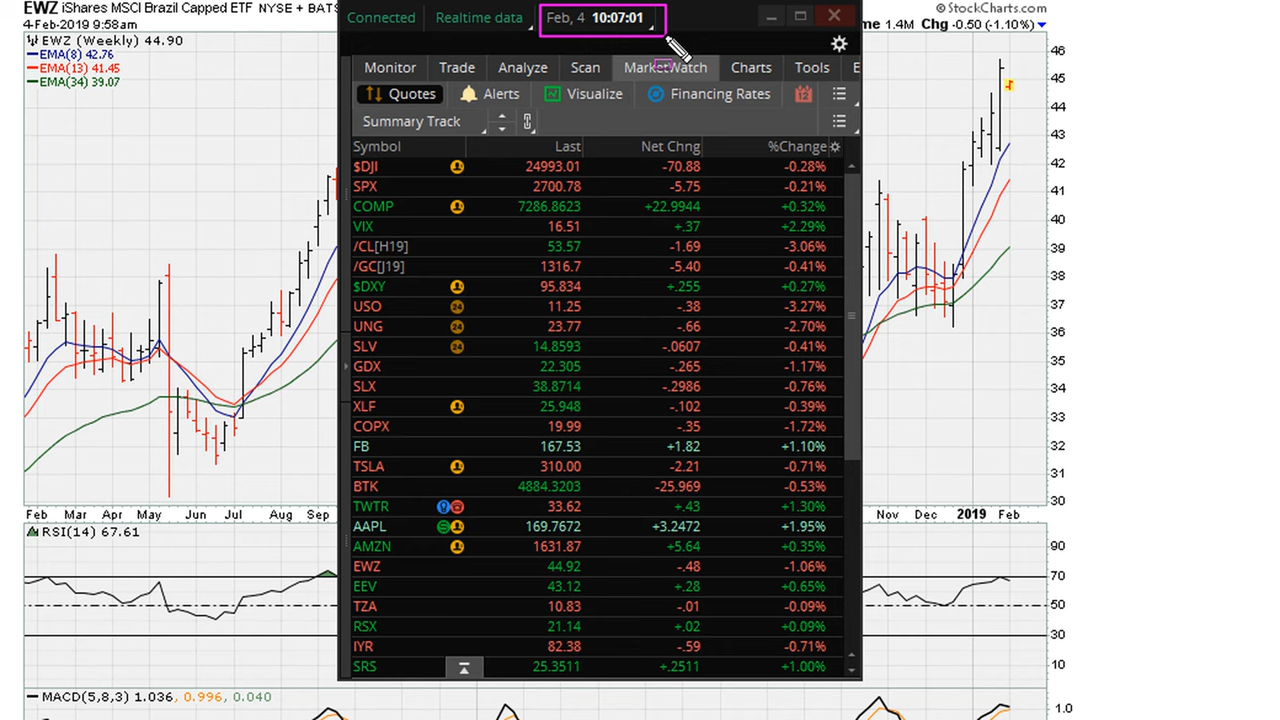 EWZ iShares MSCI Brazil Capped ETF NYSE + BATS
© StockCharts.com
4-Feb-2019 9:58am
me 1.4M Chg -0.50 (-1.10%)
EWZ (Weekly) 44.90
EMA(8) 42.76
EMA(13) 41.45
EMA(34) 39.07
Connected Realtime data Feb, 4 10:07:01
Monitor Trade Analyze Scan MarketWatch Charts Tools E
Quotes Alerts Visualize Financing Rates 12
Summary Track
Symbol Last Net Chng %Change
$DJI 24993.01 -70.88 -0.28%
SPX 2700.78 -5.75 -0.21%
COMP 7286.8623 +22.9944 +0.32%
VIX 16.51 +.37 +2.29%
/CL[H19] 53.57 -1.69 -3.06%
/GC[J19] 1316.7 -5.40 -0.41%
$DXY 95.834 +.255 +0.27%
USO 24 11.25 -.38 -3.27%
UNG 24 23.77 -.66 -2.70%
SLV 24 14.8593 -.0607 -0.41%
GDX 22.305 -.265 -1.17%
SLX 38.8714 -.2986 -0.76%
XLF 25.948 -.102 -0.39%
COPX 19.99 -.35 -1.72%
FB 167.53 +1.82 +1.10%
TSLA 310.00 -2.21 -0.71%
BTK 4884.3203 -25.969 -0.53%
TWTR 33.62 +.43 +1.30%
AAPL 169.7672 +3.2472 +1.95%
AMZN 1631.87 +5.64 +0.35%
EWZ 44.92 -.48 -1.06%
EEV 43.12 +.28 +0.65%
TZA 10.83 -.01 -0.09%
RSX 21.14 +.02 +0.09%
IYR 82.38 -.59 -0.71%
SRS 25.3511 +.2511 +1.00%
46
45
44
43
42
41
40
39
38
37
36
35
34
33
32
31
30
Feb Mar Apr May Jun Jul Aug Sep Nov Dec 2019 Feb
RSI(14) 67.61
90
70
50
30
10
MACD(5,8,3) 1.036, 0.996, 0.040
1.0